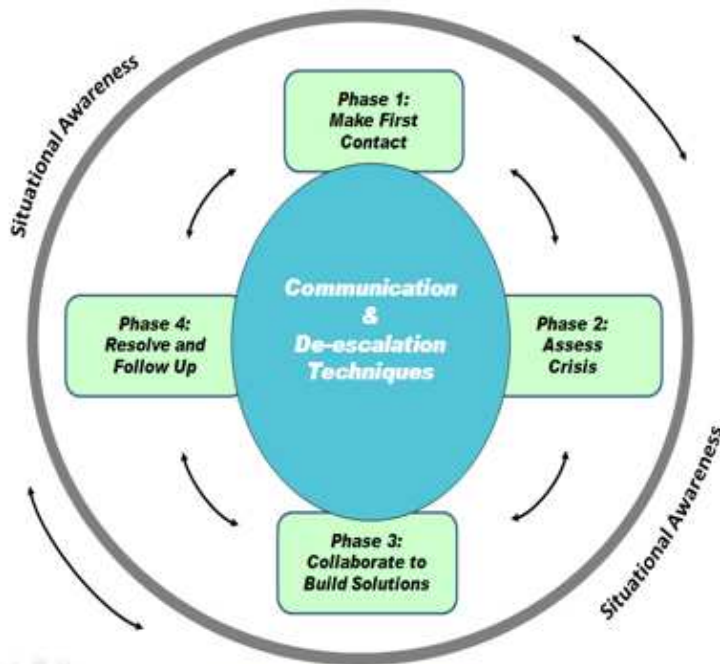 Situational Awareness
Phase 1:
Make First
Contact
Communication
&
De-escalation
Techniques
Phase 2:
Assess
Crisis
Phase 3:
Collaborate to
Build Solutions
Phase 4:
Resolve and
Follow Up
Situational Awareness